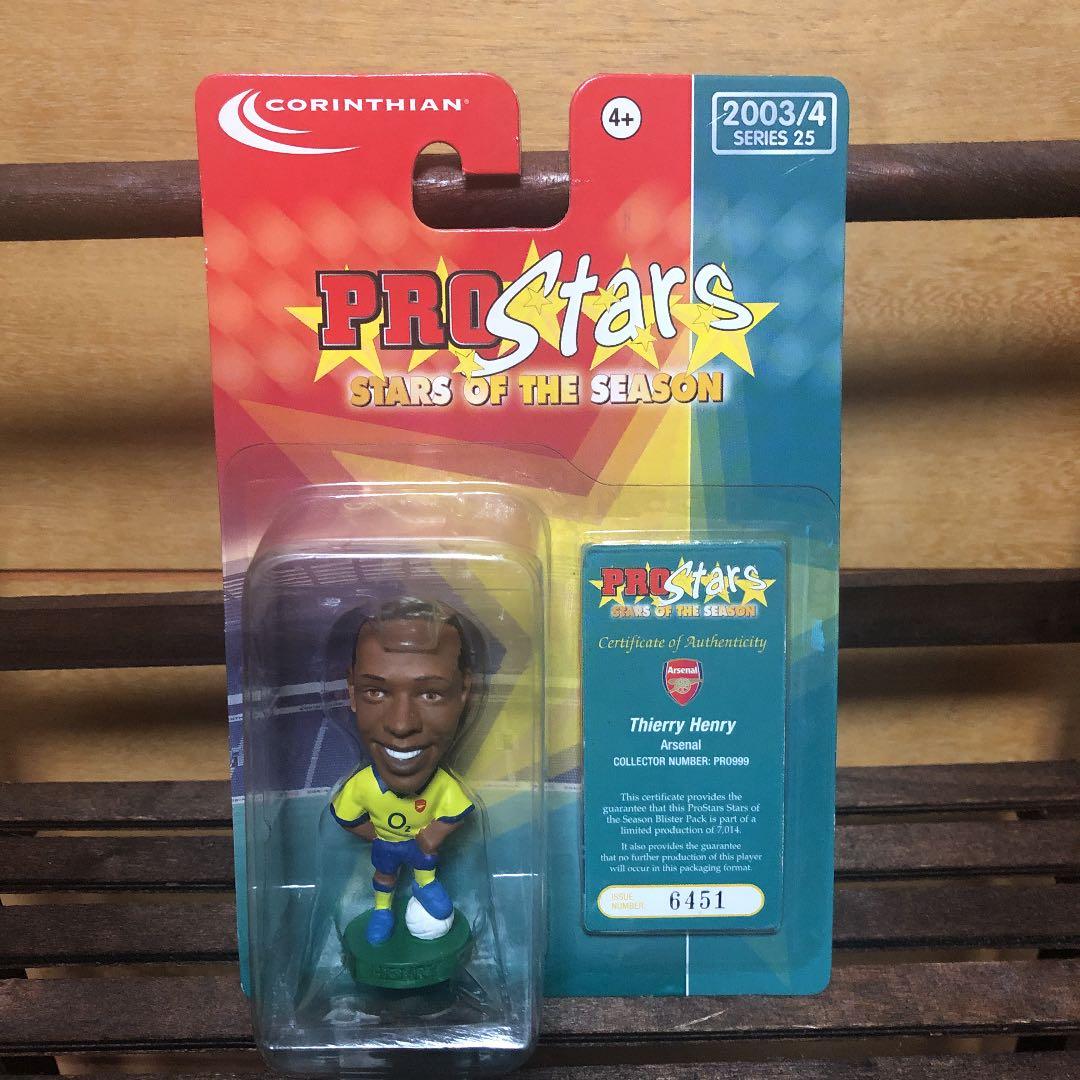 CORINTHIAN®
4+
2003/4
SERIES 25
PROStars
STARS OF THE SEASON
PROStars
STARS OF THE SEASON
Certificate of Authenticity
Arsenal
Thierry Henry
Arsenal
COLLECTOR NUMBER: PRO999
This certificate provides the
guarantee that this ProStars Stars of
the Season Blister Pack is part of a
limited production of 7,014.
It also provides the guarantee
that no further production of this player
will occur in this packaging format.
ISSUE
NUMBER
6451
O2
HENRY